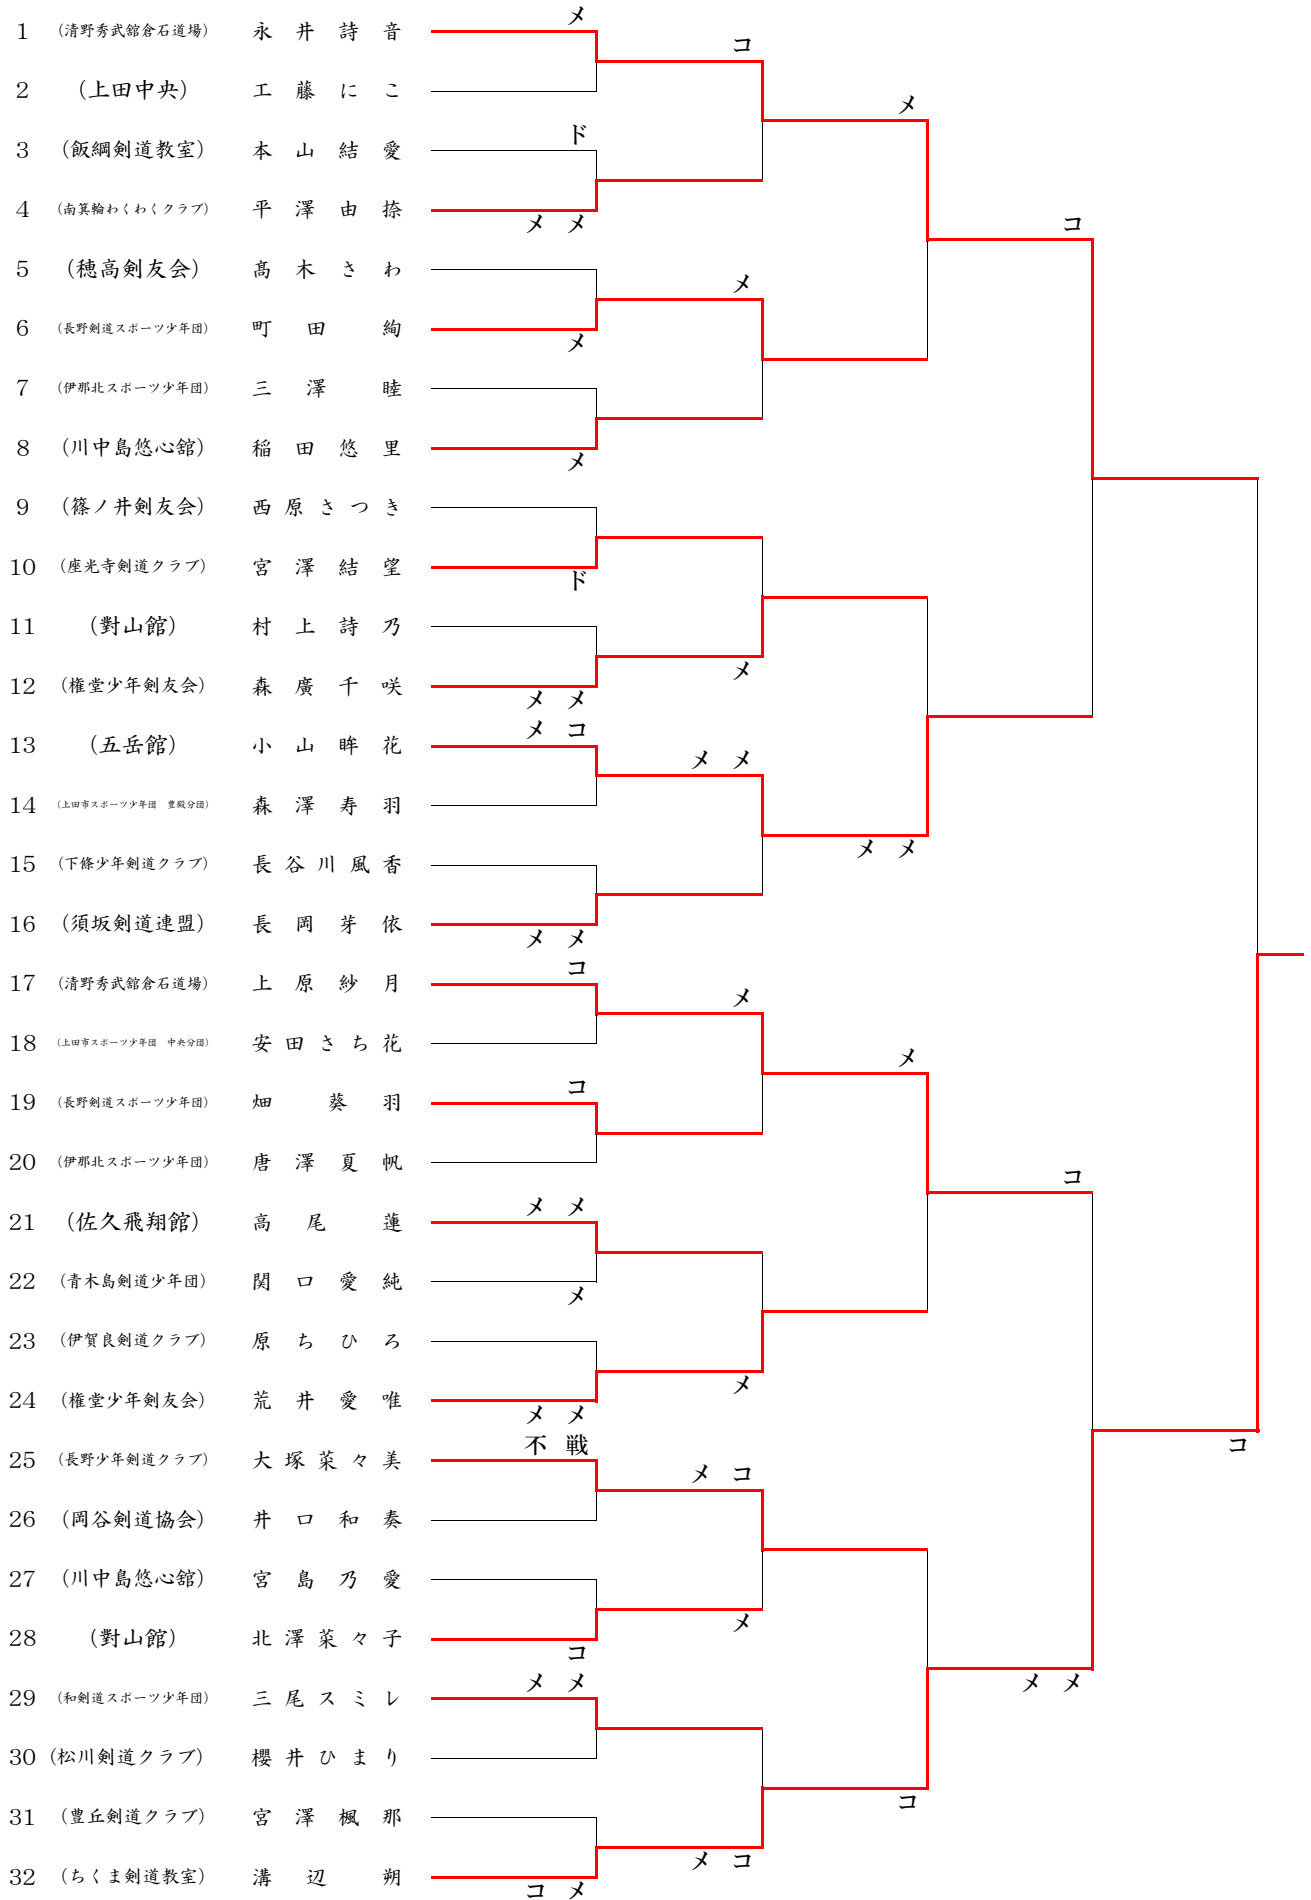 メ
1 (清野秀武舘倉石道場) 永井詩音
コ
2 (上田中央) 工藤にこ
メ
ド
3 (飯綱剣道教室) 本山結愛
4 (南箕輪わくわくクラブ) 平澤由捺
メ メ
コ
5 (穂高剣友会) 髙木さわ
メ
6 (長野剣道スポーツ少年団) 町田絢
メ
7 (伊那北スポーツ少年団) 三澤睦
8 (川中島悠心舘) 稲田悠里
メ
9 (篠ノ井剣友会) 西原さつき
10 (座光寺剣道クラブ) 宮澤結望
ド
11 (對山館) 村上詩乃
メ
12 (権堂少年剣友会) 森廣千咲
メ メ
メ コ
13 (五岳館) 小山眸花
メ メ
14 (上田市スポーツ少年団 豊殿分団) 森澤寿羽
メ メ
15 (下條少年剣道クラブ) 長谷川風香
16 (須坂剣道連盟) 長岡芽依
メ メ
コ
17 (清野秀武舘倉石道場) 上原紗月
メ
18 (上田市スポーツ少年団 中央分団) 安田さち花
メ
コ
19 (長野剣道スポーツ少年団) 畑葵羽
20 (伊那北スポーツ少年団) 唐澤夏帆
コ
メ メ
21 (佐久飛翔館) 高尾蓮
22 (青木島剣道少年団) 関口愛純
メ
23 (伊賀良剣道クラブ) 原ちひろ
メ
24 (権堂少年剣友会) 荒井愛唯
メ メ
不戦
コ
25 (長野少年剣道クラブ) 大塚菜々美
メ コ
26 (岡谷剣道協会) 井口和奏
27 (川中島悠心舘) 宮島乃愛
メ
28 (對山館) 北澤菜々子
コ
メ メ
メ メ
29 (和剣道スポーツ少年団) 三尾スミレ
30 (松川剣道クラブ) 櫻井ひまり
コ
31 (豊丘剣道クラブ) 宮澤楓那
メ コ
32 (ちくま剣道教室) 溝辺朔
コ メ